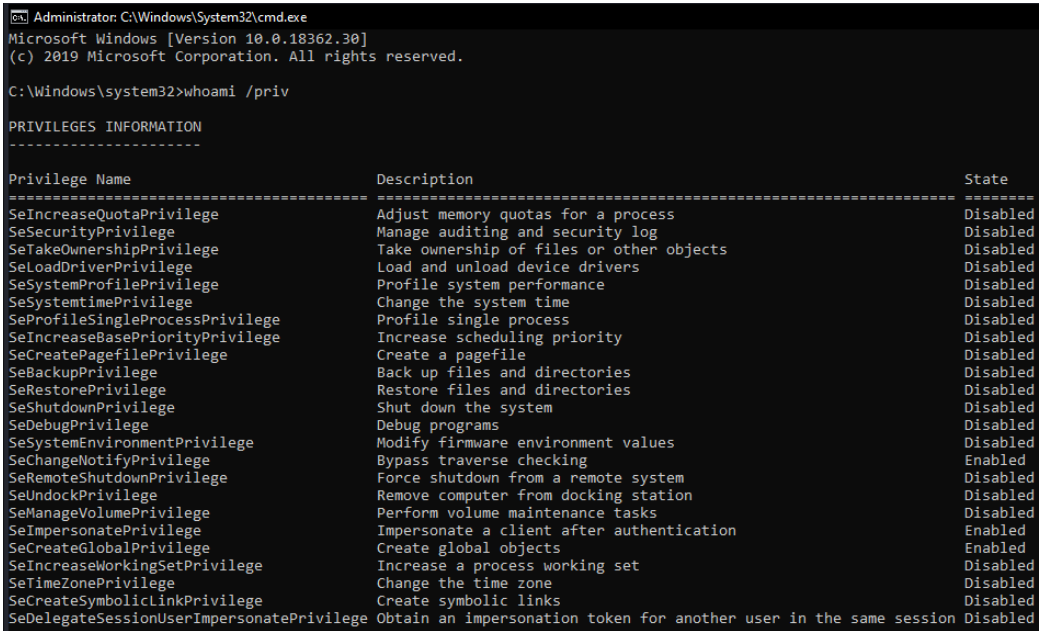 Administrator: C:\Windows\System32\cmd.exe
Microsoft Windows [Version 10.0.18362.30]
(c) 2019 Microsoft Corporation. All rights reserved.
C:\Windows\system32>whoami /priv
PRIVILEGES INFORMATION
----------------------
Privilege Name Description State
========================================= ================================================================== ========
SeIncreaseQuotaPrivilege Adjust memory quotas for a process Disabled
SeSecurityPrivilege Manage auditing and security log Disabled
SeTakeOwnershipPrivilege Take ownership of files or other objects Disabled
SeLoadDriverPrivilege Load and unload device drivers Disabled
SeSystemProfilePrivilege Profile system performance Disabled
SeSystemtimePrivilege Change the system time Disabled
SeProfileSingleProcessPrivilege Profile single process Disabled
SeIncreaseBasePriorityPrivilege Increase scheduling priority Disabled
SeCreatePagefilePrivilege Create a pagefile Disabled
SeBackupPrivilege Back up files and directories Disabled
SeRestorePrivilege Restore files and directories Disabled
SeShutdownPrivilege Shut down the system Disabled
SeDebugPrivilege Debug programs Disabled
SeSystemEnvironmentPrivilege Modify firmware environment values Disabled
SeChangeNotifyPrivilege Bypass traverse checking Enabled
SeRemoteShutdownPrivilege Force shutdown from a remote system Disabled
SeUndockPrivilege Remove computer from docking station Disabled
SeManageVolumePrivilege Perform volume maintenance tasks Disabled
SeImpersonatePrivilege Impersonate a client after authentication Enabled
SeCreateGlobalPrivilege Create global objects Enabled
SeIncreaseWorkingSetPrivilege Increase a process working set Disabled
SeTimeZonePrivilege Change the time zone Disabled
SeCreateSymbolicLinkPrivilege Create symbolic links Disabled
SeDelegateSessionUserImpersonatePrivilege Obtain an impersonation token for another user in the same session Disabled